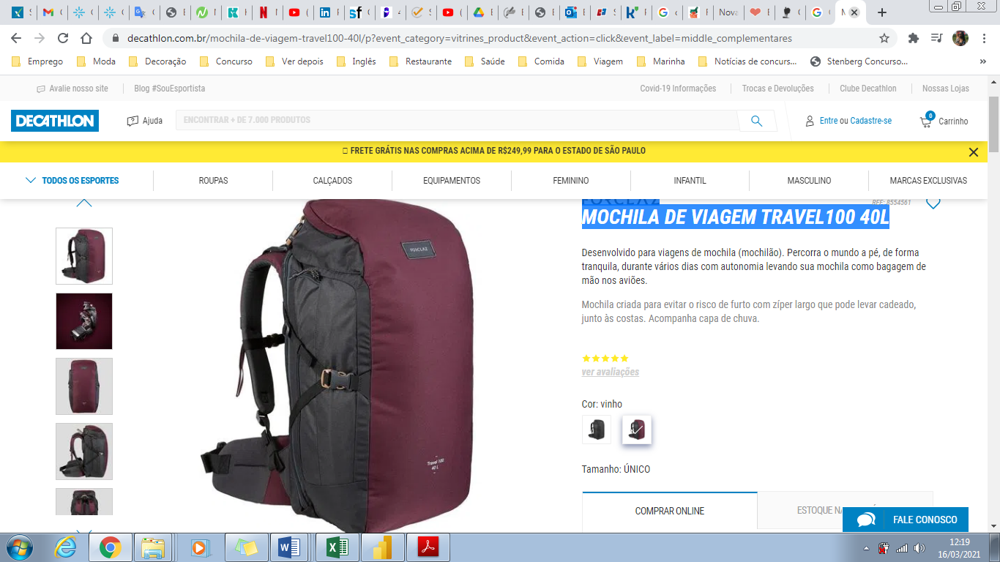 decathlon.com.br/mochila-de-viagem-travel100-40l/p?event_category=vitrines_product&event_action=click&event_label=middle_complementares
Emprego Moda Decoração Concurso Ver depois Inglês Restaurante Saúde Comida Viagem Marinha Notícias de concurs... Stenberg Concurso... »
Avalie nosso site Blog #SouEsportista Covid-19 Informações Trocas e Devoluções Clube Decathlon Nossas Lojas
DECATHLON Ajuda ENCONTRAR + DE 7.000 PRODUTOS Entre ou Cadastre-se 0 Carrinho
FRETE GRÁTIS NAS COMPRAS ACIMA DE R$249,99 PARA O ESTADO DE SÃO PAULO
TODOS OS ESPORTES ROUPAS CALÇADOS EQUIPAMENTOS FEMININO INFANTIL MASCULINO MARCAS EXCLUSIVAS
FORCLAZ REF: 8554561
MOCHILA DE VIAGEM TRAVEL100 40L
FORCLAZ
Desenvolvido para viagens de mochila (mochilão). Percorra o mundo a pé, de forma
tranquila, durante vários dias com autonomia levando sua mochila como bagagem de
mão nos aviões.
Mochila criada para evitar o risco de furto com zíper largo que pode levar cadeado,
junto às costas. Acompanha capa de chuva.
ver avaliações
Cor: vinho
Travel 100
40 L
Tamanho: ÚNICO
COMPRAR ONLINE ESTOQUE
FALE CONOSCO
12:19
16/03/2021